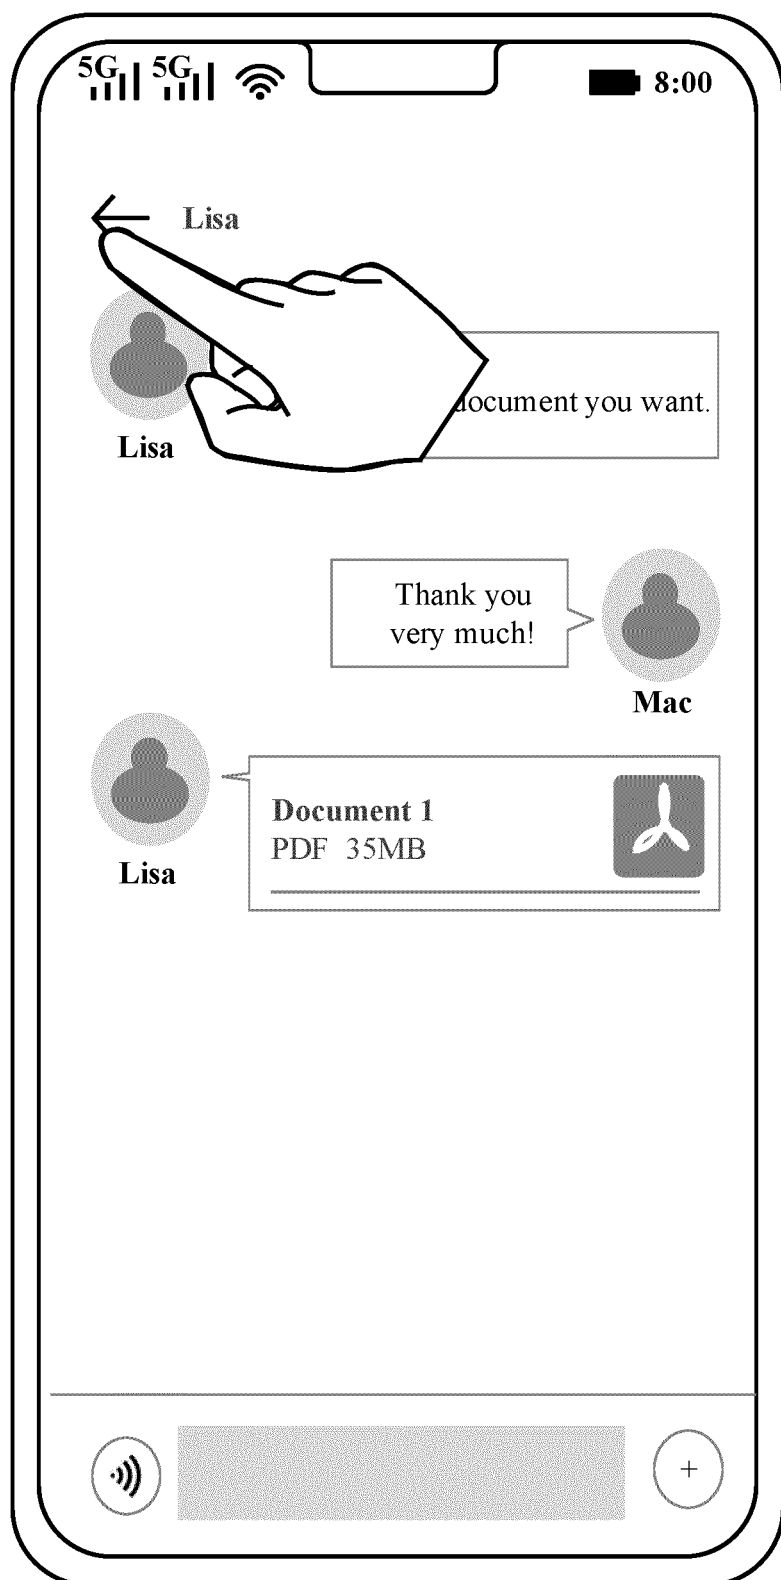 5G 5G 8:00
Lisa
document you want.
Lisa
Thank you
very much!
Mac
Document 1
PDF 35MB
Lisa
+